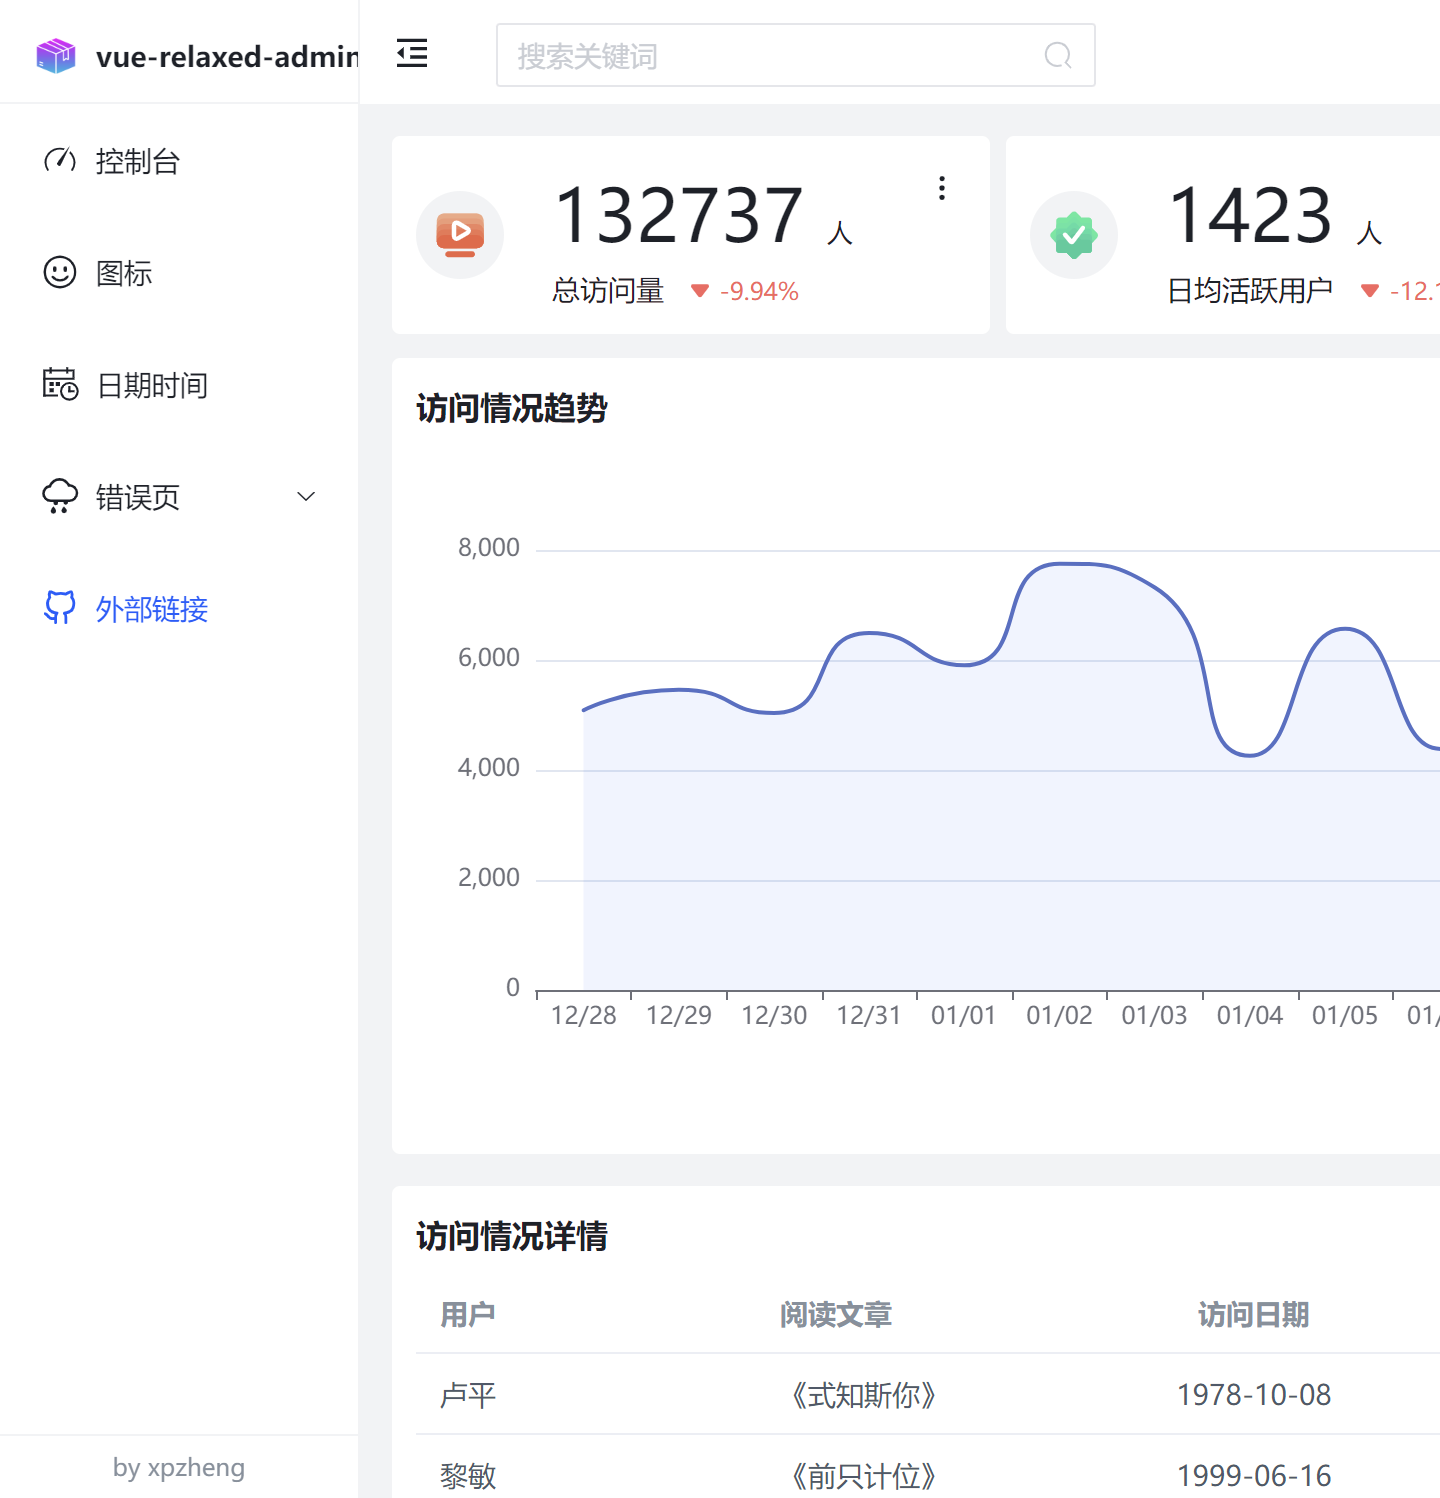 vue-relaxed-admin
控制台
图标
日期时间
错误页
外部链接
by xpzheng
搜索关键词
132737 人
总访问量 -9.94%
1423 人
日均活跃用户 -12.1
访问情况趋势
8,000
6,000
4,000
2,000
0
12/28 12/29 12/30 12/31 01/01 01/02 01/03 01/04 01/05 01/
访问情况详情
用户 阅读文章 访问日期
卢平 《式知斯你》 1978-10-08
黎敏 《前只计位》 1999-06-16